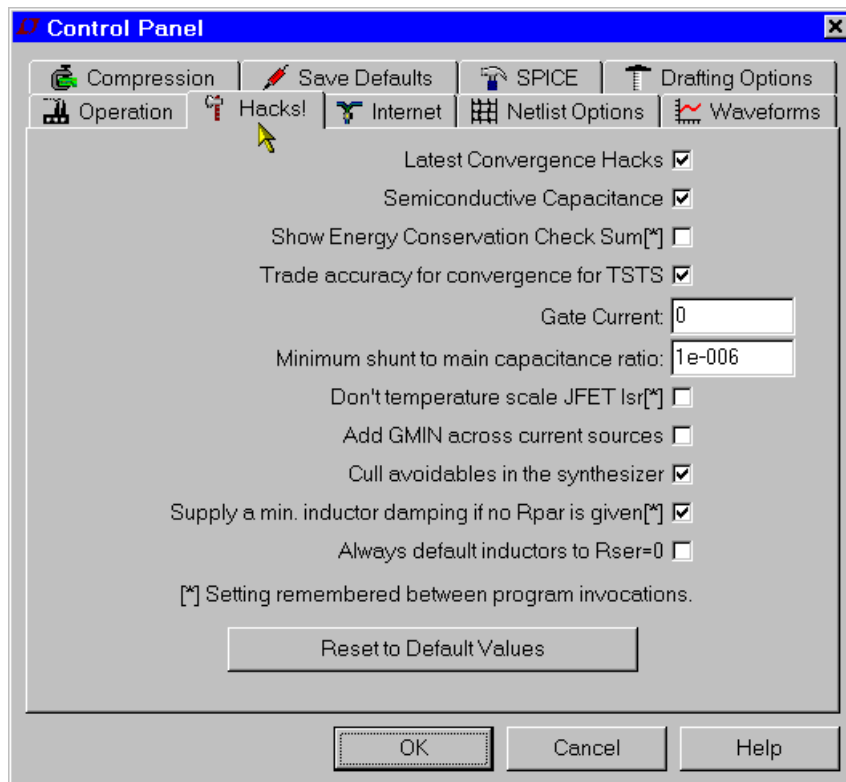 Control Panel
Compression Save Defaults SPICE Drafting Options
Operation Hacks! Internet Netlist Options Waveforms
Latest Convergence Hacks
Semiconductive Capacitance
Show Energy Conservation Check Sum[*]
Trade accuracy for convergence for TSTS
Gate Current: 0
Minimum shunt to main capacitance ratio: 1e-006
Don't temperature scale JFET Isr[*]
Add GMIN across current sources
Cull avoidables in the synthesizer
Supply a min. inductor damping if no Rpar is given[*]
Always default inductors to Rser=0
[*] Setting remembered between program invocations.
Reset to Default Values
OK Cancel Help